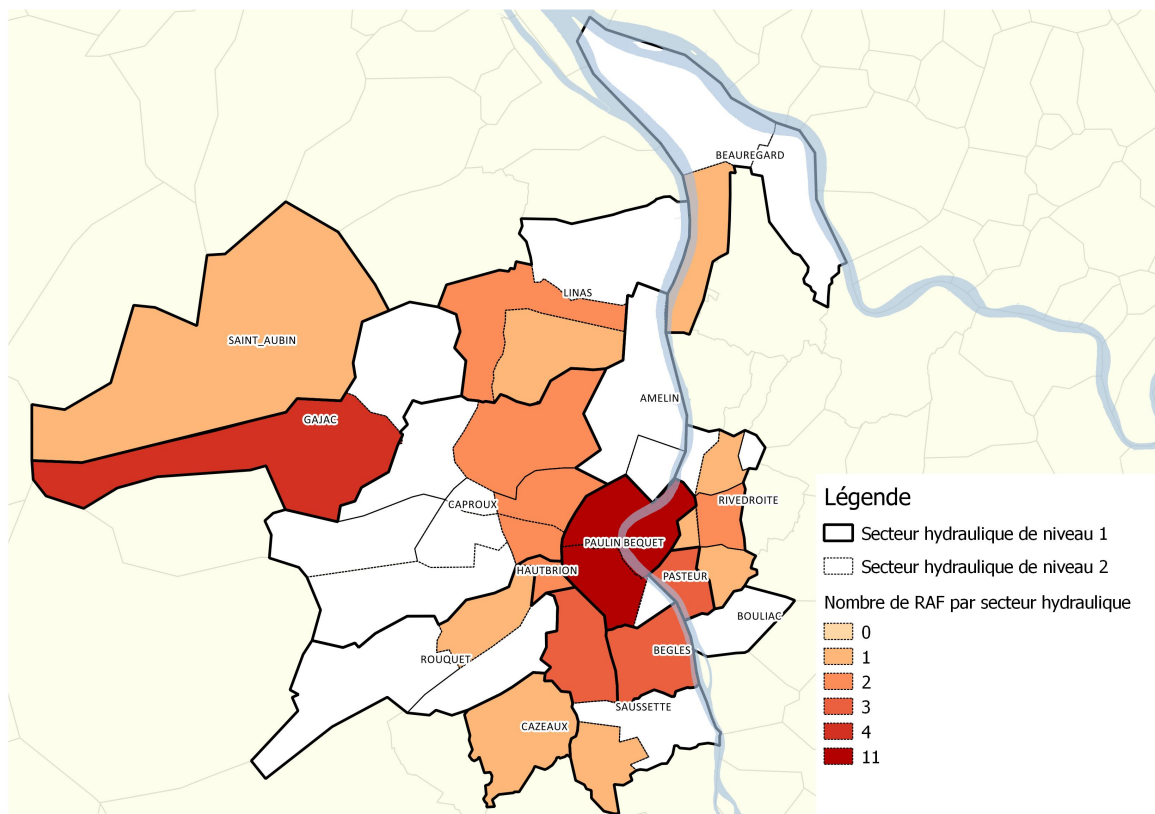 BEAUREGARD
LINAS
SAINT_AUBIN
AMELIN
GAJAC
CAPROUX
RIVEDROITE
PAULIN BEQUET
HAUTBRION
PASTEUR
BOULIAC
BEGLES
ROUQUET
SAUSSETTE
CAZEAUX
Légende
Secteur hydraulique de niveau 1
Secteur hydraulique de niveau 2
Nombre de RAF par secteur hydraulique
0
1
2
3
4
11